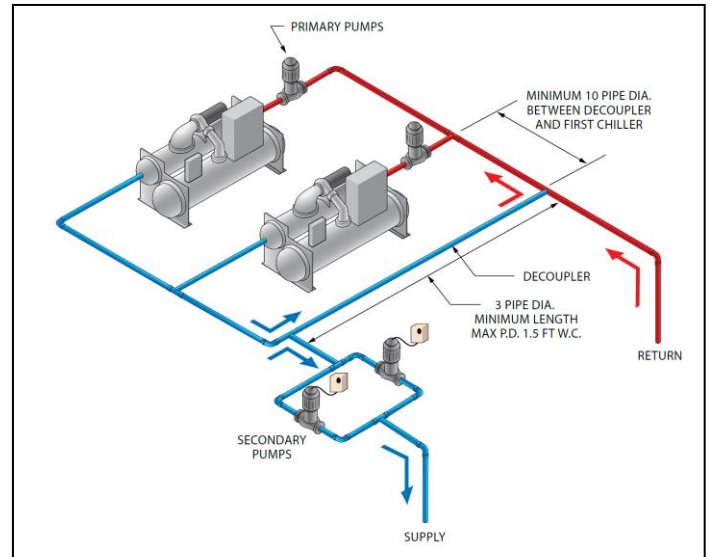 PRIMARY PUMPS
MINIMUM 10 PIPE DIA.
BETWEEN DECOUPLER
AND FIRST CHILLER
DECOUPLER
3 PIPE DIA.
MINIMUM LENGTH
MAX P.D. 1.5 FT W.C.
RETURN
SECONDARY
PUMPS
SUPPLY